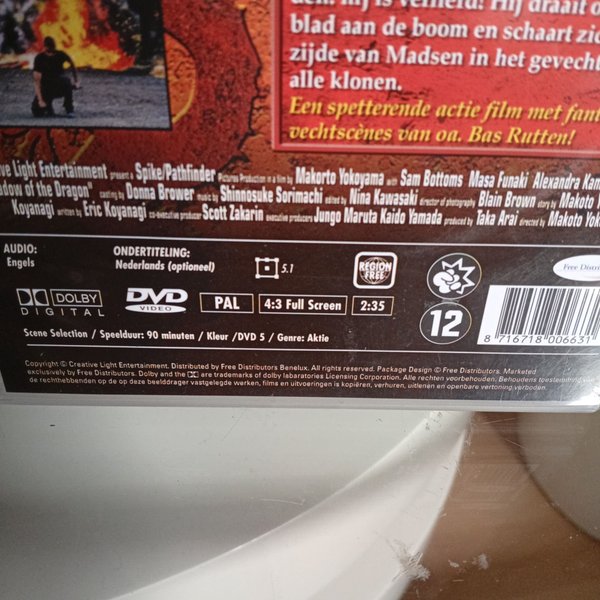 blad aan de boom en schaart zic
zijde van Madsen in het gevecht
alle klonen.
Een spetterende actie film met fant
vechtscènes van oa. Bas Rutten!
ive Light Entertainment present a Spike/Pathfinder Pictures Production in a film by Makorto Yokoyama with Sam Bottoms Masa Funaki Alexandra Kam
adow of the Dragon" casting by Donna Brower music by Shinnosuke Sorimachi edited by Nina Kawasaki director of photography Blain Brown story by Makoto Y
Koyanagi written by Eric Koyanagi co-executive producer Scott Zakarin executive producers Jungo Maruta Kaido Yamada produced by Taka Arai directed by Makoto Yok
AUDIO:
Engels
ONDERTITELING:
Nederlands (optioneel)
5.1
REGION FREE
Free Distri
DOLBY
DIGITAL
DVD
VIDEO
PAL
4:3 Full Screen
2:35
12
8 716718 006631
Scene Selection / Speelduur: 90 minuten / Kleur /DVD 5 / Genre: Aktie
Copyright © Creative Light Entertainment. Distributed by Free Distributors Benelux. All rights reserved. Package Design © Free Distributors. Marketed
exclusively by Free Distributors. Dolby and the are trademarks of dolby labaratories Licensing Corporation. Alle rechten voorbehouden. Behoudens toestemming van
de rechthebbenden op de op deze beelddrager vastgelegde werken, films en uitvoeringen is kopiëren, verhuren, uitlenen en openbare vertoning verboden.